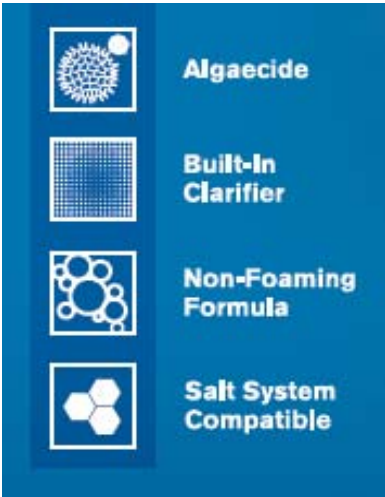 Algaecide
Built-In
Clarifier
Non-Foaming
Formula
Salt System
Compatible